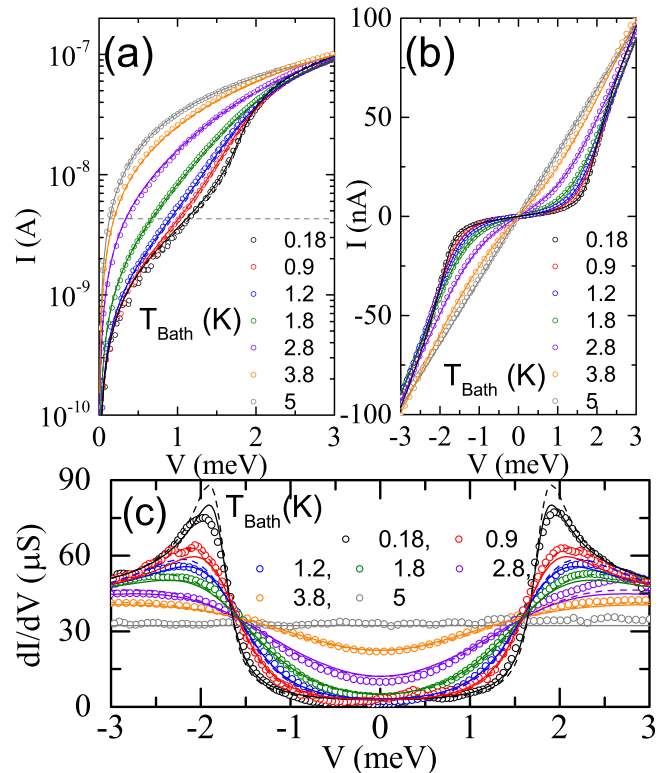 (a)
10⁻⁷
10⁻⁸
10⁻⁹
10⁻¹⁰
I (A)
0.18
0.9
1.2
1.8
2.8
3.8
5
T_Bath (K)
0 1 2 3
V (meV)
(b)
100
50
0
-50
-100
I (nA)
0.18
0.9
1.2
1.8
2.8
3.8
5
T_Bath (K)
-3 -2 -1 0 1 2 3
V (meV)
(c)
T_Bath(K)
0.18, 0.9
1.2, 1.8 2.8,
3.8, 5
90
60
30
0
dI/dV (μS)
-3 -2 -1 0 1 2 3
V (meV)